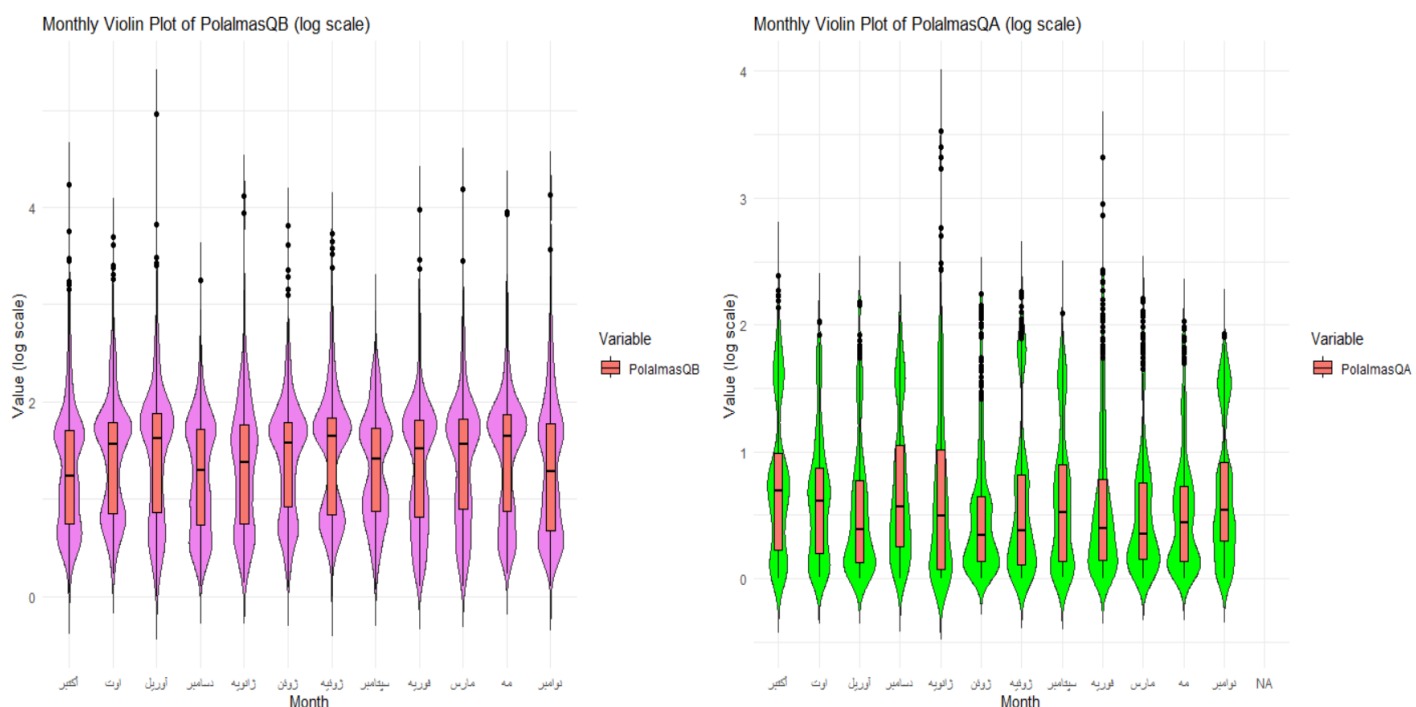 Monthly Violin Plot of PolalmasQB (log scale)
Value (log scale)
4
2
0
أكتبر
اوت
آوریل
دسامبر
ژانویه
ژوئن
ژوئیه
سپتامبر
فوریه
مارس
مه
نوامبر
Month
Variable
PolalmasQB
Monthly Violin Plot of PolalmasQA (log scale)
Value (log scale)
4
3
2
1
0
أكتبر
اوت
آوریل
دسامبر
ژانویه
ژوئن
ژوئیه
سپتامبر
فوریه
مارس
مه
نوامبر
NA
Month
Variable
PolalmasQA